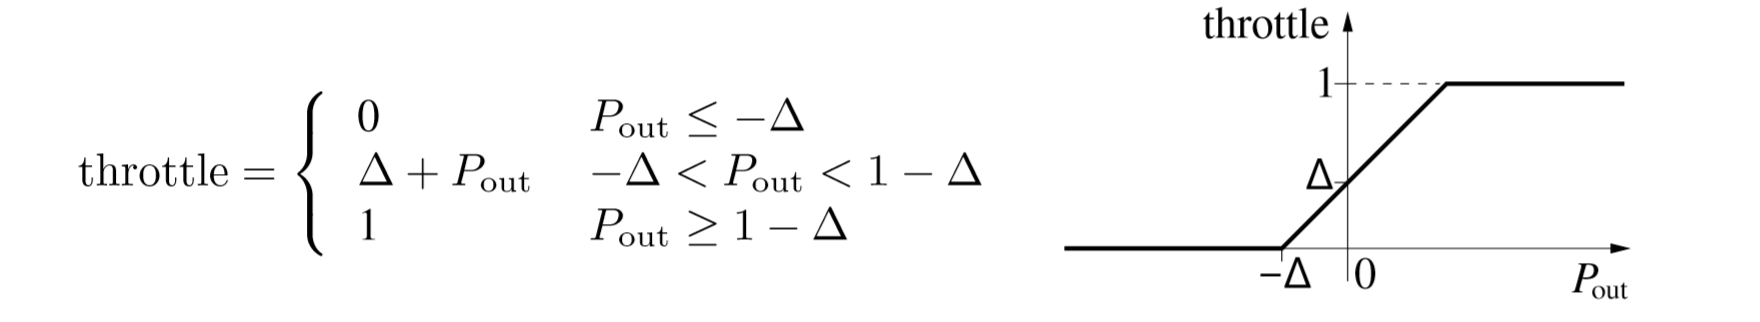 throttle = { 0 P_out ≤ −Δ
Δ + P_out −Δ < P_out < 1 − Δ
1 P_out ≥ 1 − Δ
throttle
1
Δ
−Δ 0
P_out